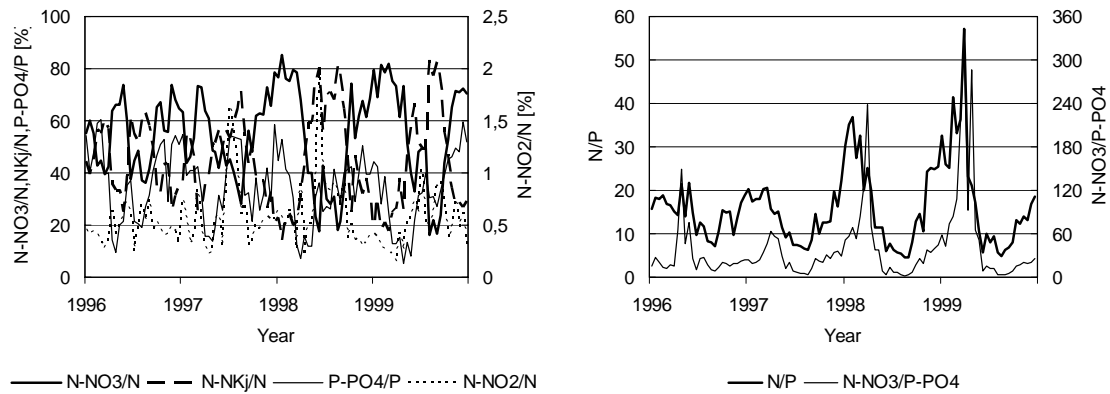 N-NO3/N,NKj/N,P-PO4/P [%]
100
80
60
40
20
0
2,5
2
1,5
1
0,5
0
N-NO2/N [%]
1996 1997 1998 1999
Year
N-NO3/N N-NKj/N P-PO4/P N-NO2/N
N/P
60
50
40
30
20
10
0
360
300
240
180
120
60
0
N-NO3/P-PO4
1996 1997 1998 1999
Year
N/P N-NO3/P-PO4